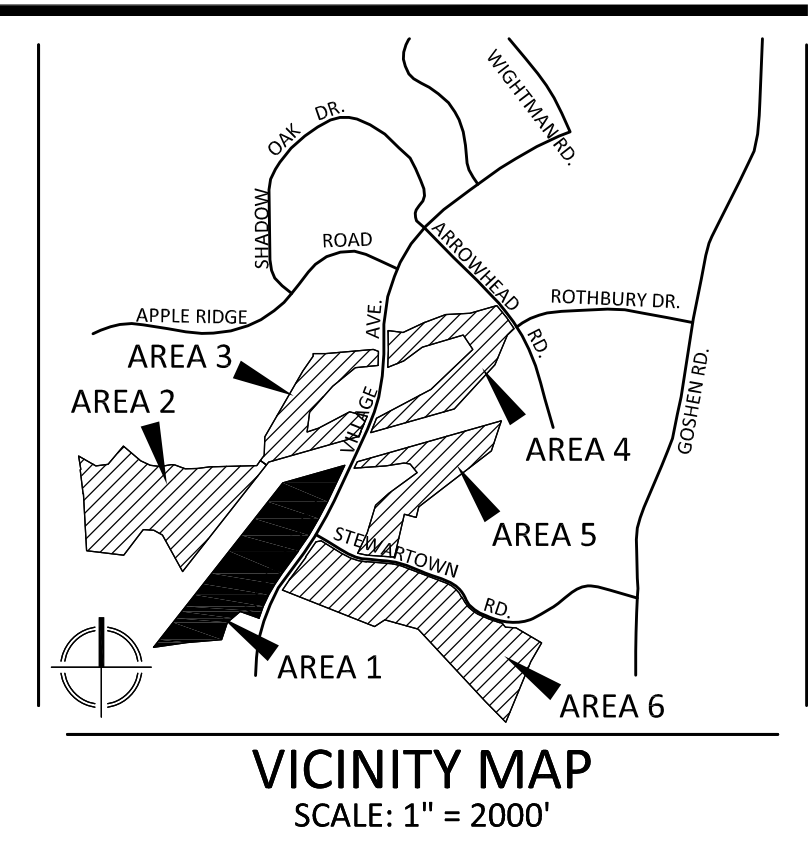 WIGHTMAN RD.
SHADOW OAK DR.
ARROWHEAD RD.
APPLE RIDGE ROAD
ROTHBURY DR.
VILLAGE AVE.
GOSHEN RD.
AREA 3
AREA 2
AREA 4
AREA 5
STEWARTOWN RD.
AREA 1
AREA 6
VICINITY MAP
SCALE: 1" = 2000'